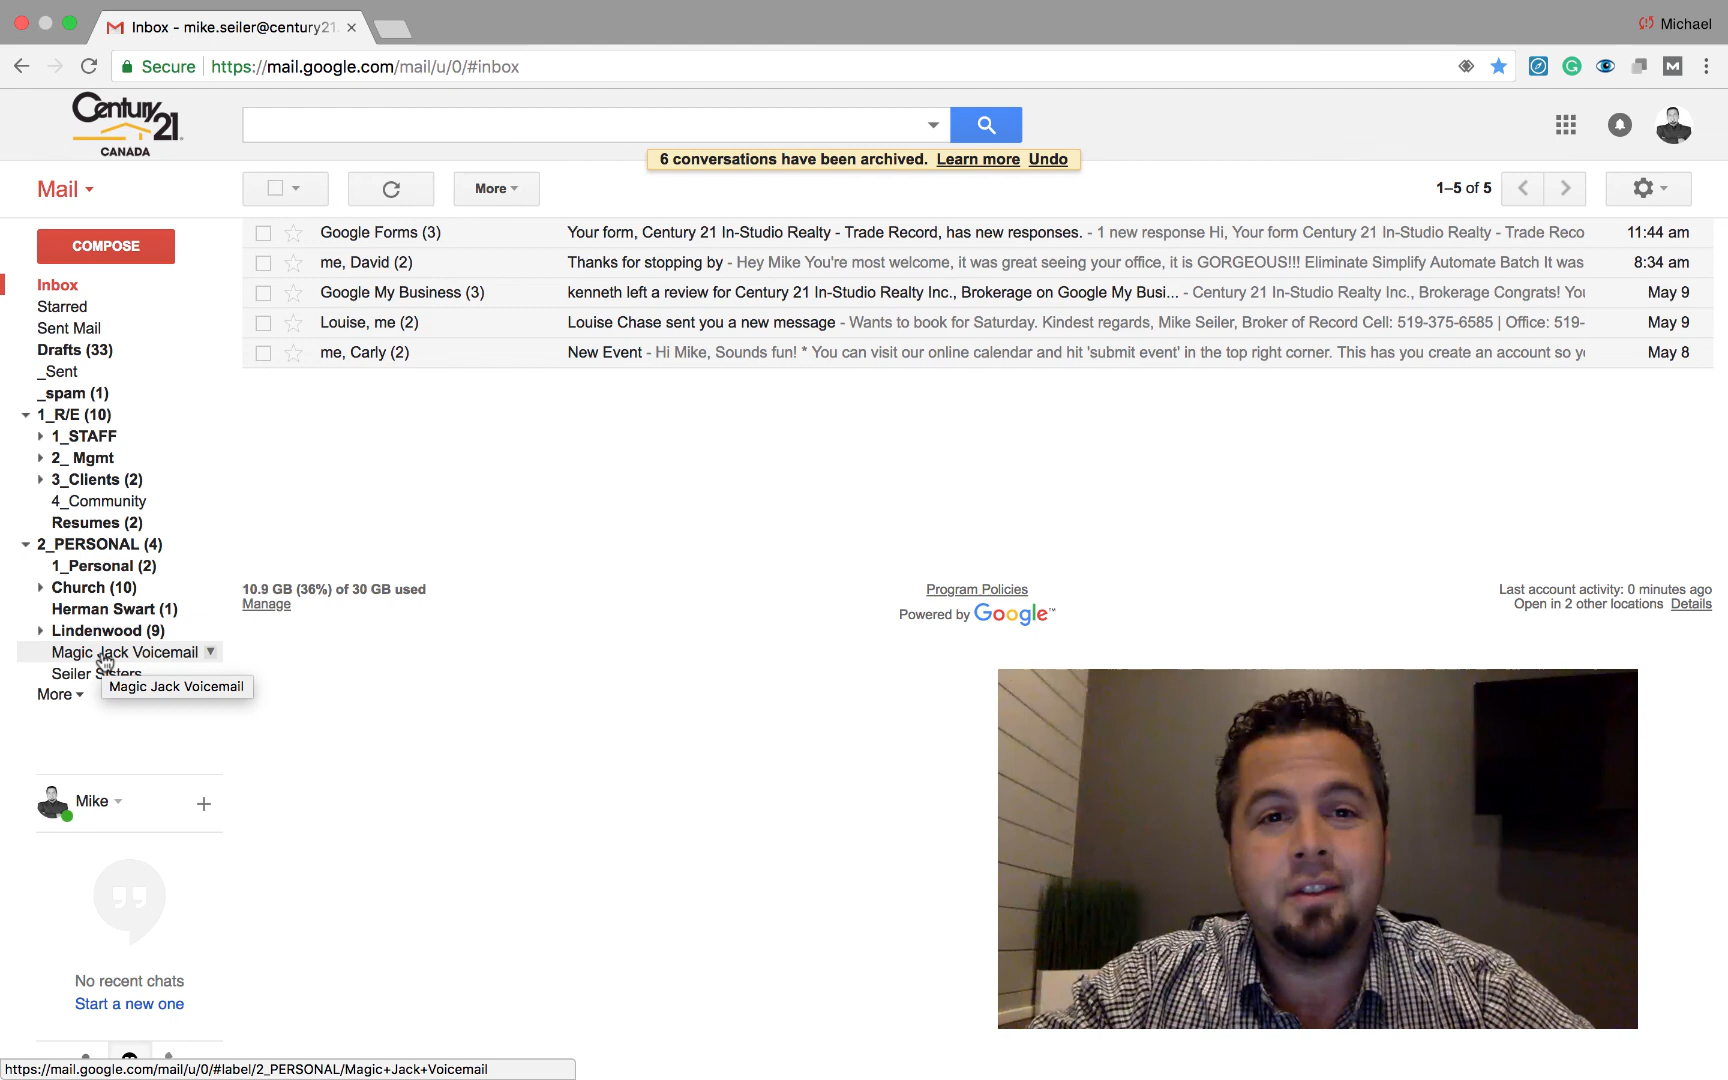 Inbox - mike.seiler@century21.
Michael
Secure https://mail.google.com/mail/u/0/#inbox
Century 21
CANADA
6 conversations have been archived. Learn more Undo
Mail
More
1–5 of 5
COMPOSE
Google Forms (3) Your form, Century 21 In-Studio Realty - Trade Record, has new responses. - 1 new response Hi, Your form Century 21 In-Studio Realty - Trade Reco 11:44 am
me, David (2) Thanks for stopping by - Hey Mike You're most welcome, it was great seeing your office, it is GORGEOUS!!! Eliminate Simplify Automate Batch It was 8:34 am
Google My Business (3) kenneth left a review for Century 21 In-Studio Realty Inc., Brokerage on Google My Busi... - Century 21 In-Studio Realty Inc., Brokerage Congrats! You May 9
Louise, me (2) Louise Chase sent you a new message - Wants to book for Saturday. Kindest regards, Mike Seiler, Broker of Record Cell: 519-375-6585 | Office: 519- May 9
me, Carly (2) New Event - Hi Mike, Sounds fun! * You can visit our online calendar and hit 'submit event' in the top right corner. This has you create an account so yo May 8
Inbox
Starred
Sent Mail
Drafts (33)
_Sent
_spam (1)
1_R/E (10)
1_STAFF
2_ Mgmt
3_Clients (2)
4_Community
Resumes (2)
2_PERSONAL (4)
1_Personal (2)
Church (10)
Herman Swart (1)
Lindenwood (9)
Magic Jack Voicemail
Seiler Sisters
More
Magic Jack Voicemail
10.9 GB (36%) of 30 GB used
Manage
Program Policies
Powered by Google™
Last account activity: 0 minutes ago
Open in 2 other locations Details
Mike
No recent chats
Start a new one
https://mail.google.com/mail/u/0/#label/2_PERSONAL/Magic+Jack+Voicemail